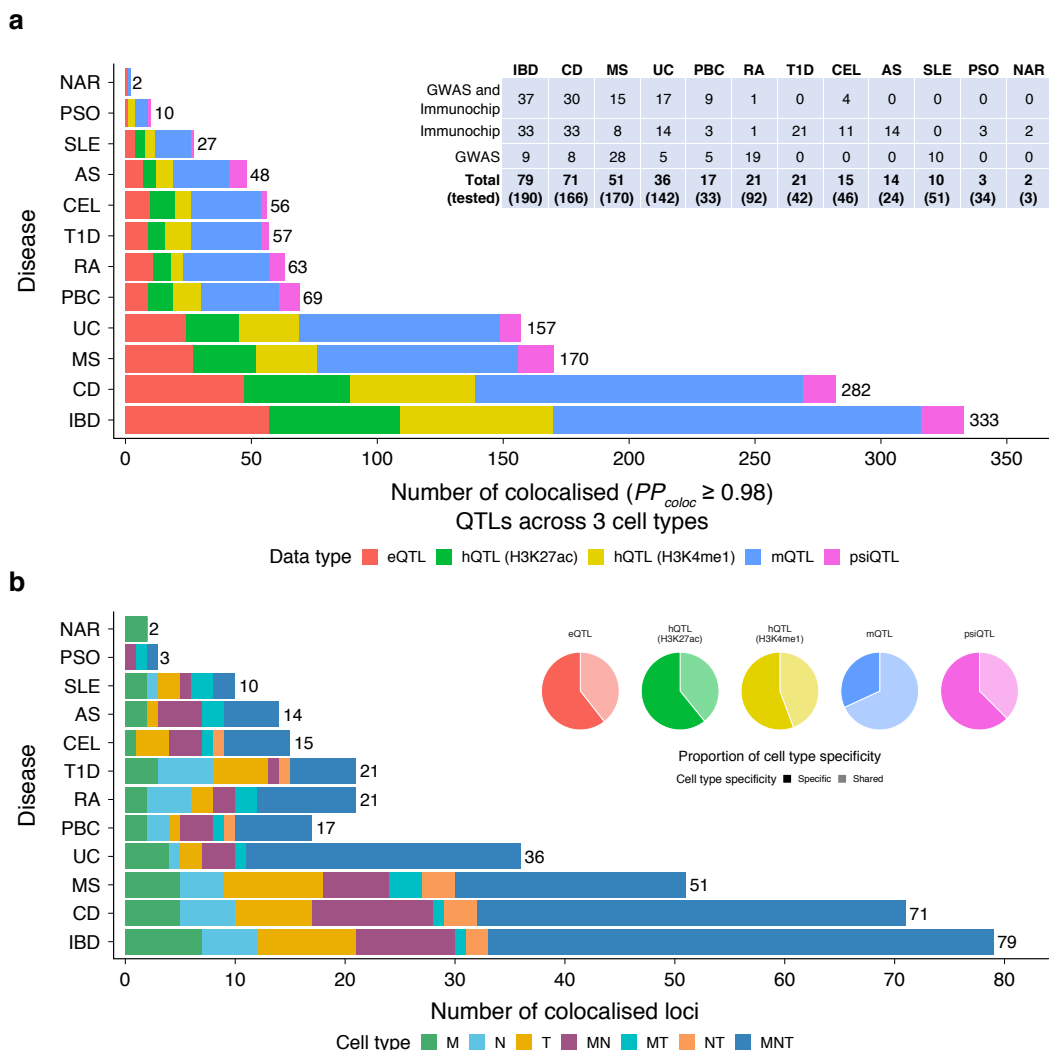 a
IBD CD MS UC PBC RA T1D CEL AS SLE PSO NAR
GWAS and
Immunochip 37 30 15 17 9 1 0 4 0 0 0 0
Immunochip 33 33 8 14 3 1 21 11 14 0 3 2
GWAS 9 8 28 5 5 19 0 0 0 10 0 0
Total 79 71 51 36 17 21 21 15 14 10 3 2
(tested) (190) (166) (170) (142) (33) (92) (42) (46) (24) (51) (34) (3)
Disease
NAR 2
PSO 10
SLE 27
AS 48
CEL 56
T1D 57
RA 63
PBC 69
UC 157
MS 170
CD 282
IBD 333
0 50 100 150 200 250 300 350
Number of colocalised (PPcoloc ≥ 0.98)
QTLs across 3 cell types
Data type eQTL hQTL (H3K27ac) hQTL (H3K4me1) mQTL psiQTL
b
eQTL hQTL (H3K27ac) hQTL (H3K4me1) mQTL psiQTL
Proportion of cell type specificity
Cell type specificity Specific Shared
Disease
NAR 2
PSO 3
SLE 10
AS 14
CEL 15
T1D 21
RA 21
PBC 17
UC 36
MS 51
CD 71
IBD 79
0 10 20 30 40 50 60 70 80
Number of colocalised loci
Cell type M N T MN MT NT MNT